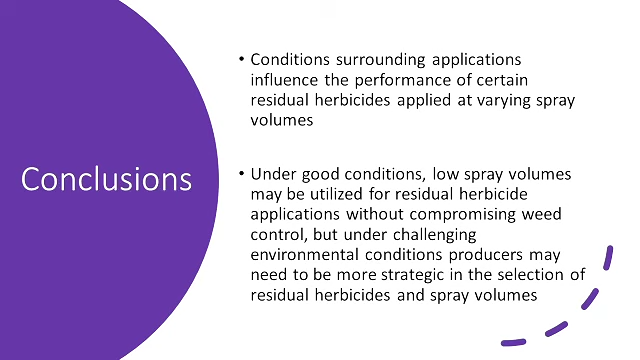 Conclusions
• Conditions surrounding applications
influence the performance of certain
residual herbicides applied at varying spray
volumes
• Under good conditions, low spray volumes
may be utilized for residual herbicide
applications without compromising weed
control, but under challenging
environmental conditions producers may
need to be more strategic in the selection of
residual herbicides and spray volumes